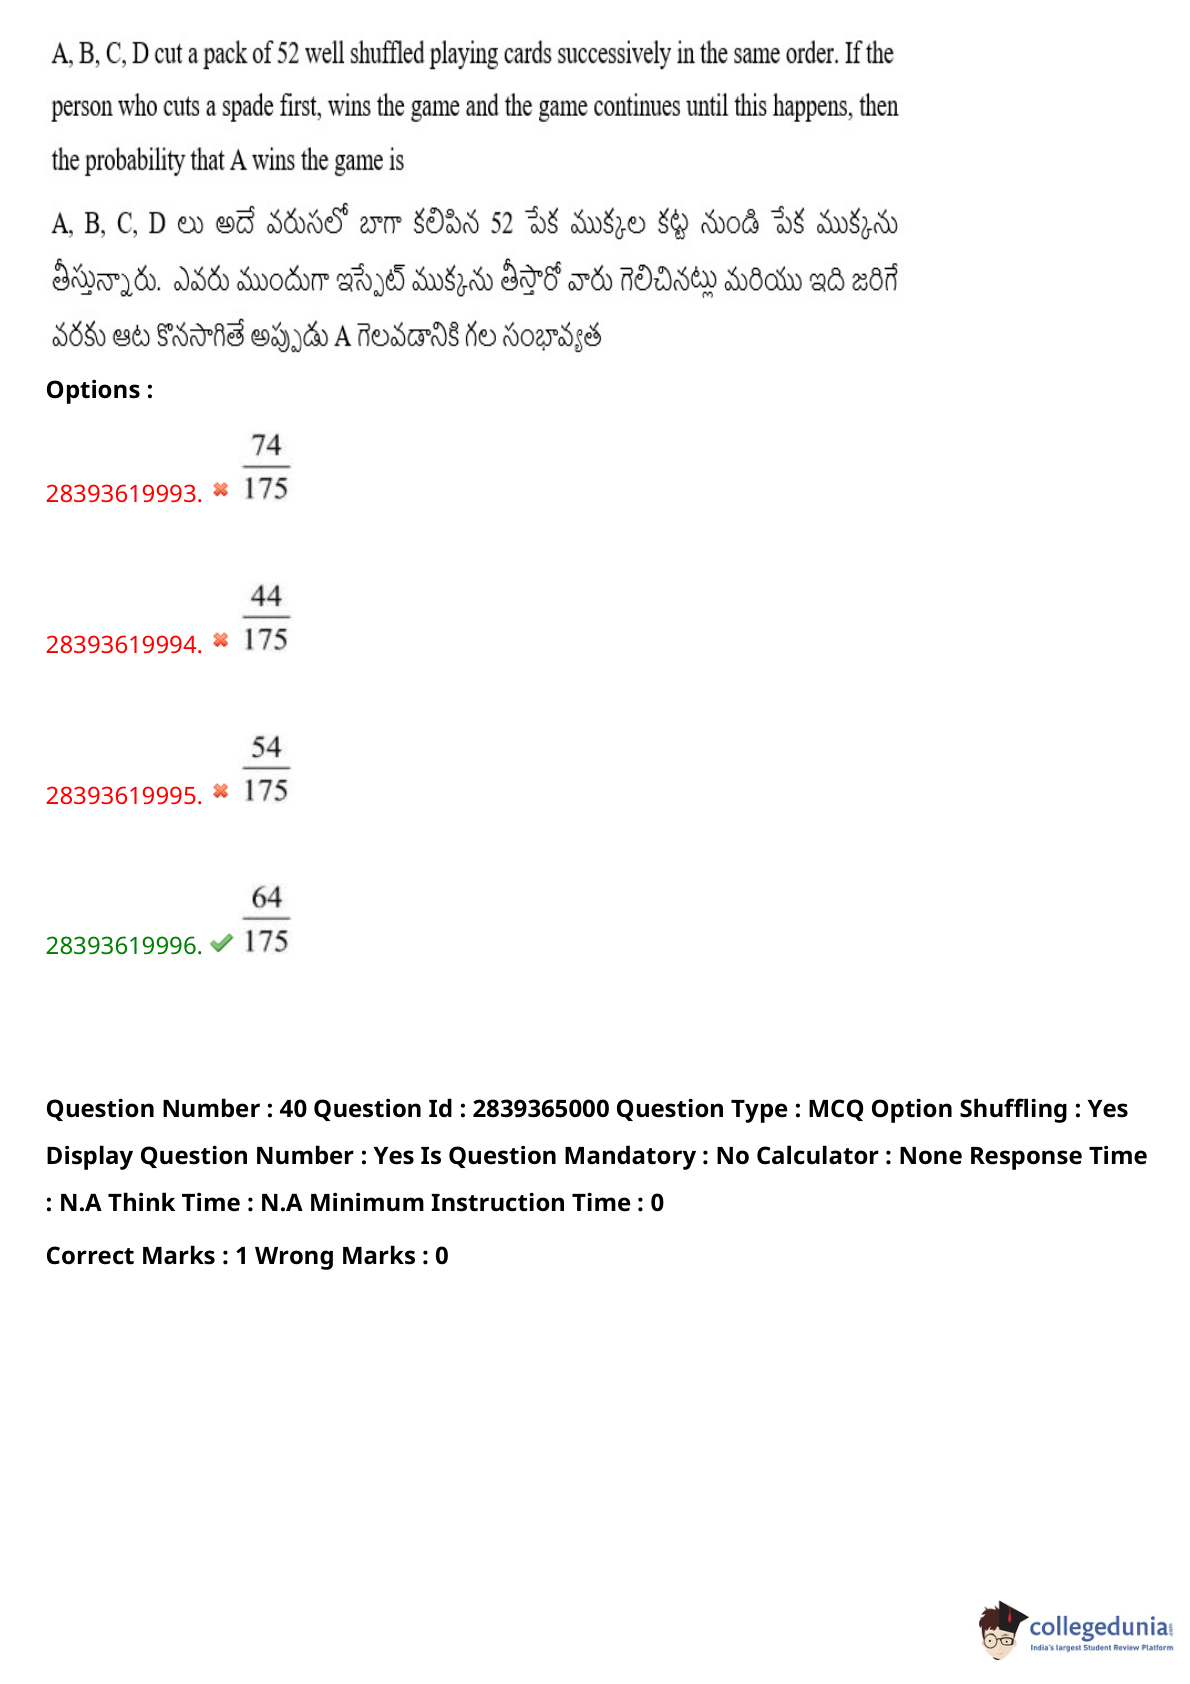 A, B, C, D cut a pack of 52 well shuffled playing cards successively in the same order. If the
person who cuts a spade first, wins the game and the game continues until this happens, then
the probability that A wins the game is
A, B, C, D లు అదే వరుసలో బాగా కలిపిన 52 పేక ముక్కల కట్ట నుండి పేక ముక్కను
తీస్తున్నారు. ఎవరు ముందుగా ఇస్పేట్ ముక్కను తీస్తారో వారు గెలిచినట్లు మరియు ఇది జరిగే
వరకు ఆట కొనసాగితే అప్పుడు A గెలవడానికి గల సంభావ్యత
Options :
28393619993. 74/175
28393619994. 44/175
28393619995. 54/175
28393619996. 64/175
Question Number : 40 Question Id : 2839365000 Question Type : MCQ Option Shuffling : Yes
Display Question Number : Yes Is Question Mandatory : No Calculator : None Response Time
: N.A Think Time : N.A Minimum Instruction Time : 0
Correct Marks : 1 Wrong Marks : 0
collegedunia.com
India's largest Student Review Platform